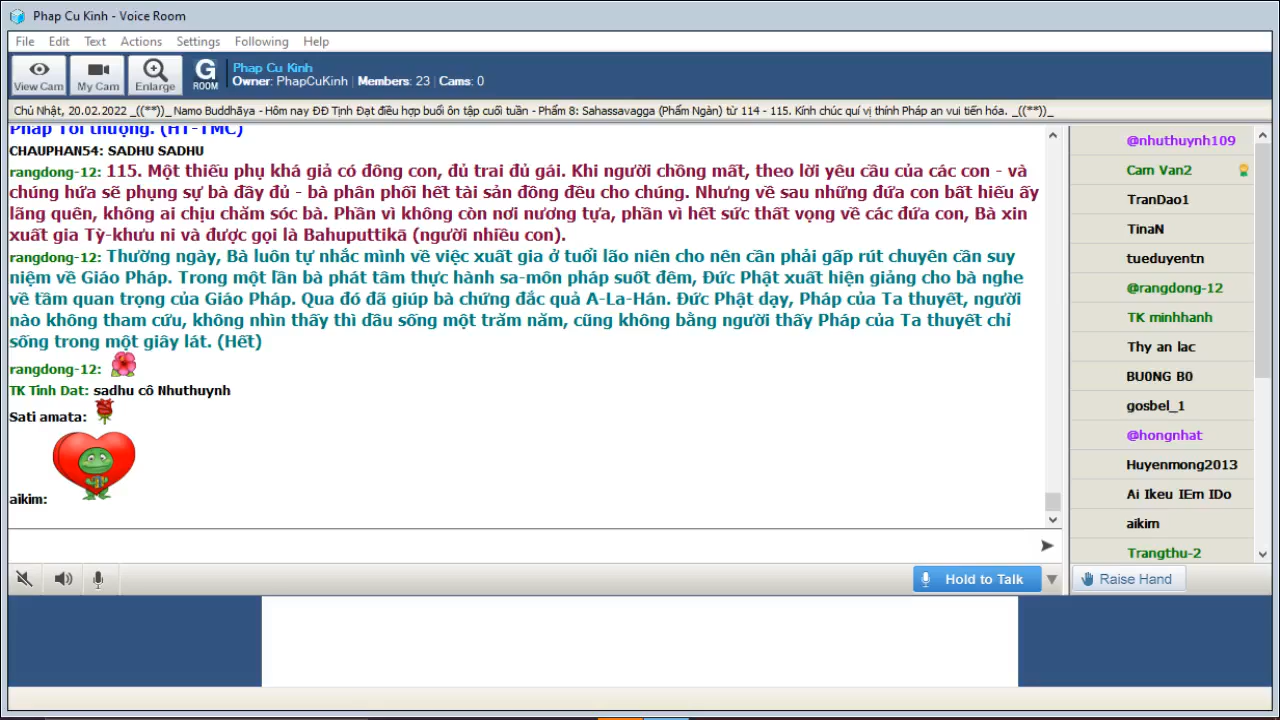 Phap Cu Kinh - Voice Room
File Edit Text Actions Settings Following Help
View Cam My Cam Enlarge G ROOM
Phap Cu Kinh
Owner: PhapCuKinh | Members: 23 | Cams: 0
Chủ Nhật, 20.02.2022 _((**))_ Namo Buddhāya - Hôm nay ĐĐ Tịnh Đạt điều hợp buổi ôn tập cuối tuần - Phẩm 8: Sahassavagga (Phẩm Ngàn) từ 114 - 115. Kính chúc quí vị thính Pháp an vui tiến hóa. _((**))_
Pháp Tối thượng. (HT-TMC)
CHAUPHAN54: SADHU SADHU
rangdong-12: 115. Một thiếu phụ khá giả có đông con, đủ trai đủ gái. Khi người chồng mất, theo lời yêu cầu của các con - và
chúng hứa sẽ phụng sự bà đầy đủ - bà phân phối hết tài sản đồng đều cho chúng. Nhưng về sau những đứa con bất hiếu ấy
lãng quên, không ai chịu chăm sóc bà. Phần vì không còn nơi nương tựa, phần vì hết sức thất vọng về các đứa con, Bà xin
xuất gia Tỳ-khưu ni và được gọi là Bahuputtikā (người nhiều con).
rangdong-12: Thường ngày, Bà luôn tự nhắc mình về việc xuất gia ở tuổi lão niên cho nên cần phải gấp rút chuyên cần suy
niệm về Giáo Pháp. Trong một lần bà phát tâm thực hành sa-môn pháp suốt đêm, Đức Phật xuất hiện giảng cho bà nghe
về tầm quan trọng của Giáo Pháp. Qua đó đã giúp bà chứng đắc quả A-La-Hán. Đức Phật dạy, Pháp của Ta thuyết, người
nào không tham cứu, không nhìn thấy thì dầu sống một trăm năm, cũng không bằng người thấy Pháp của Ta thuyết chỉ
sống trong một giây lát. (Hết)
rangdong-12:
TK Tinh Dat: sadhu cô Nhuthuynh
Sati amata:
aikim:
@nhuthuynh109
Cam Van2
TranDao1
TinaN
tueduyentn
@rangdong-12
TK minhhanh
Thy an lac
BU0NG B0
gosbel_1
@hongnhat
Huyenmong2013
Ai Ikeu IEm IDo
aikim
Trangthu-2
Hold to Talk
Raise Hand